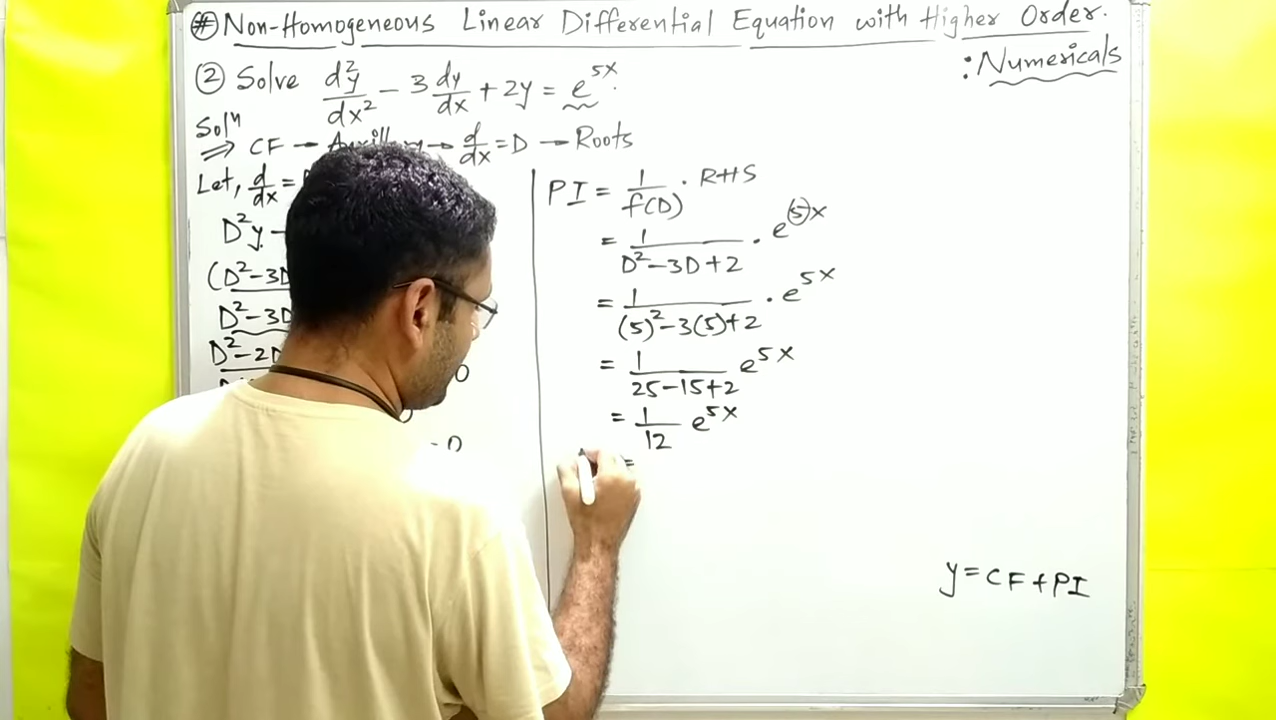 ⊛ Non-Homogeneous Linear Differential Equation with Higher Order.
: Numericals
② Solve d²y/dx² - 3 dy/dx + 2y = e^5x.
Solⁿ
⇒ CF → → d/dx = D → Roots
Let, d/dx =
D²y -
(D²-3D
D²-3D
D²-2D 0
- 0
PI = 1/f(D) · RHS
= 1/(D²-3D+2) · e^(5)x
= 1/((5)²-3(5)+2) · e^5x
= 1/(25-15+2) e^5x
= 1/12 e^5x
=
y = CF + PI